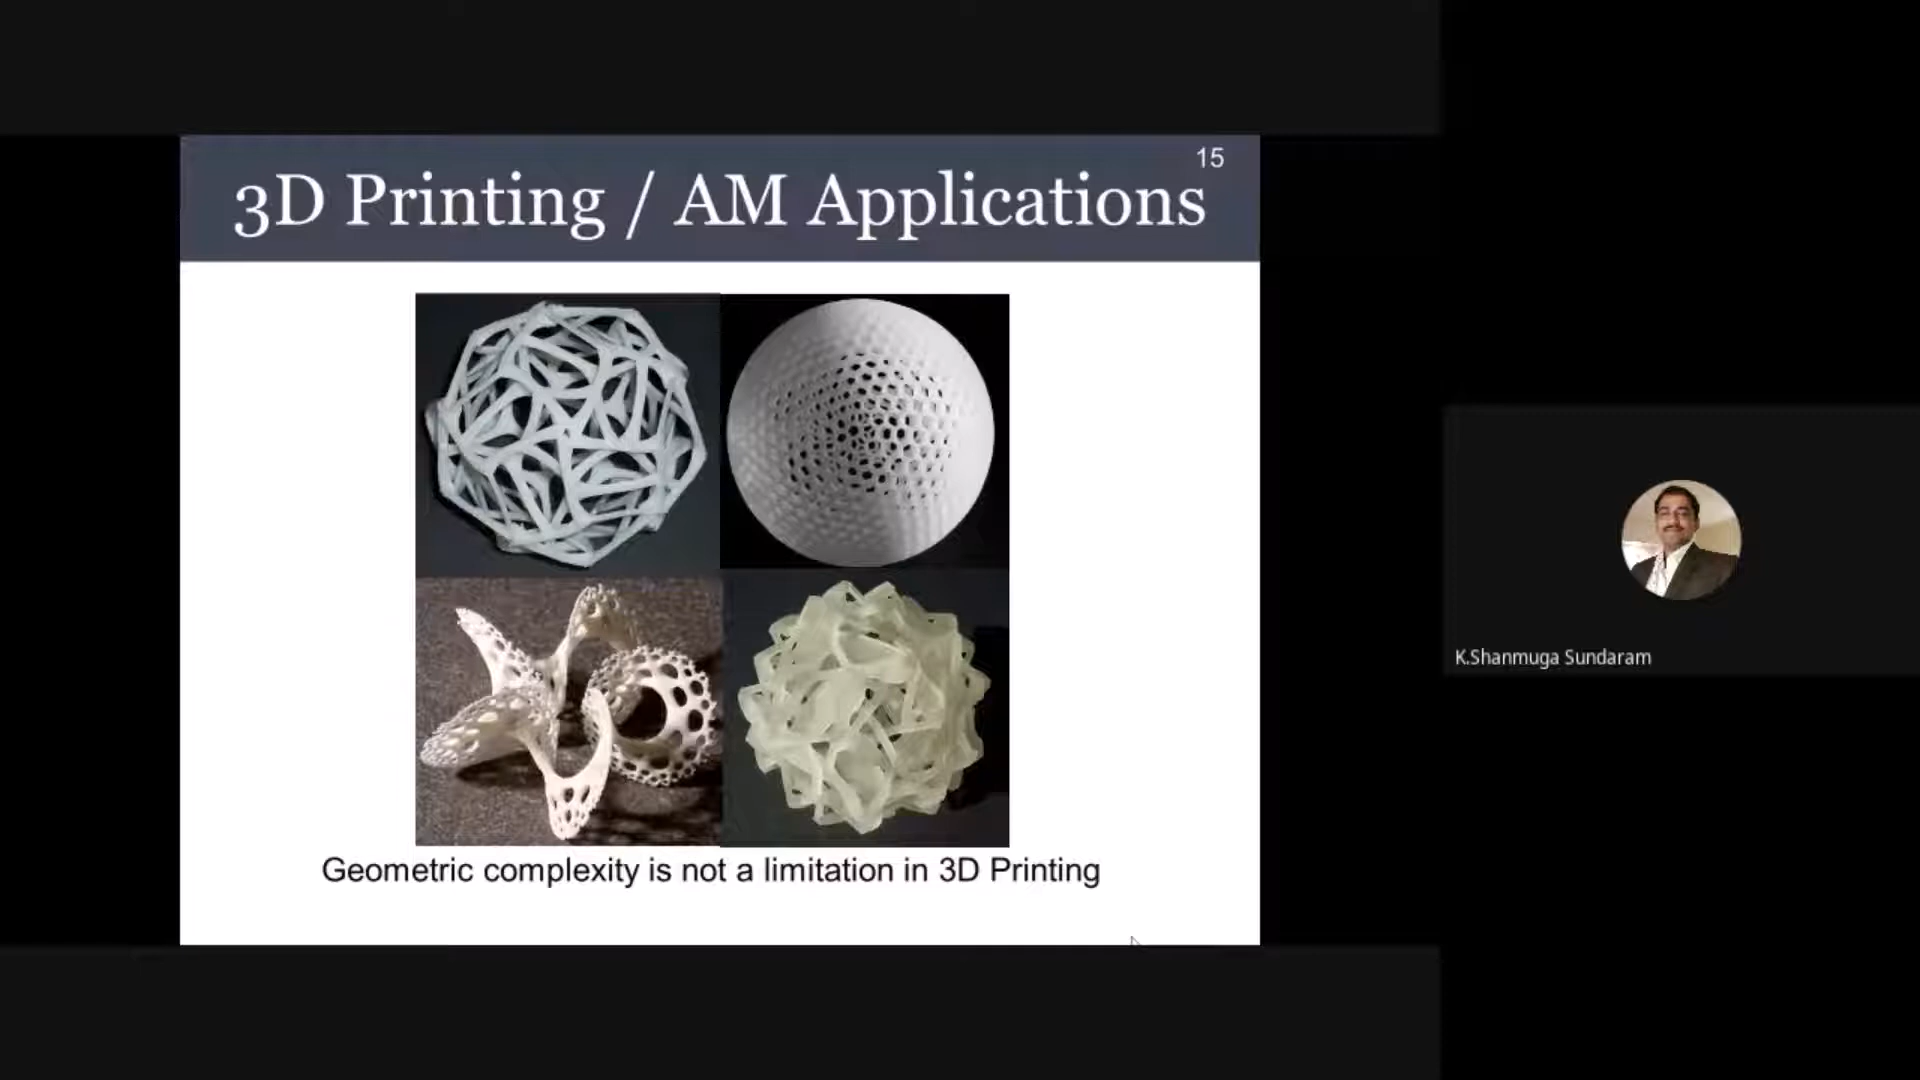 15
3D Printing / AM Applications
Geometric complexity is not a limitation in 3D Printing
K.Shanmuga Sundaram